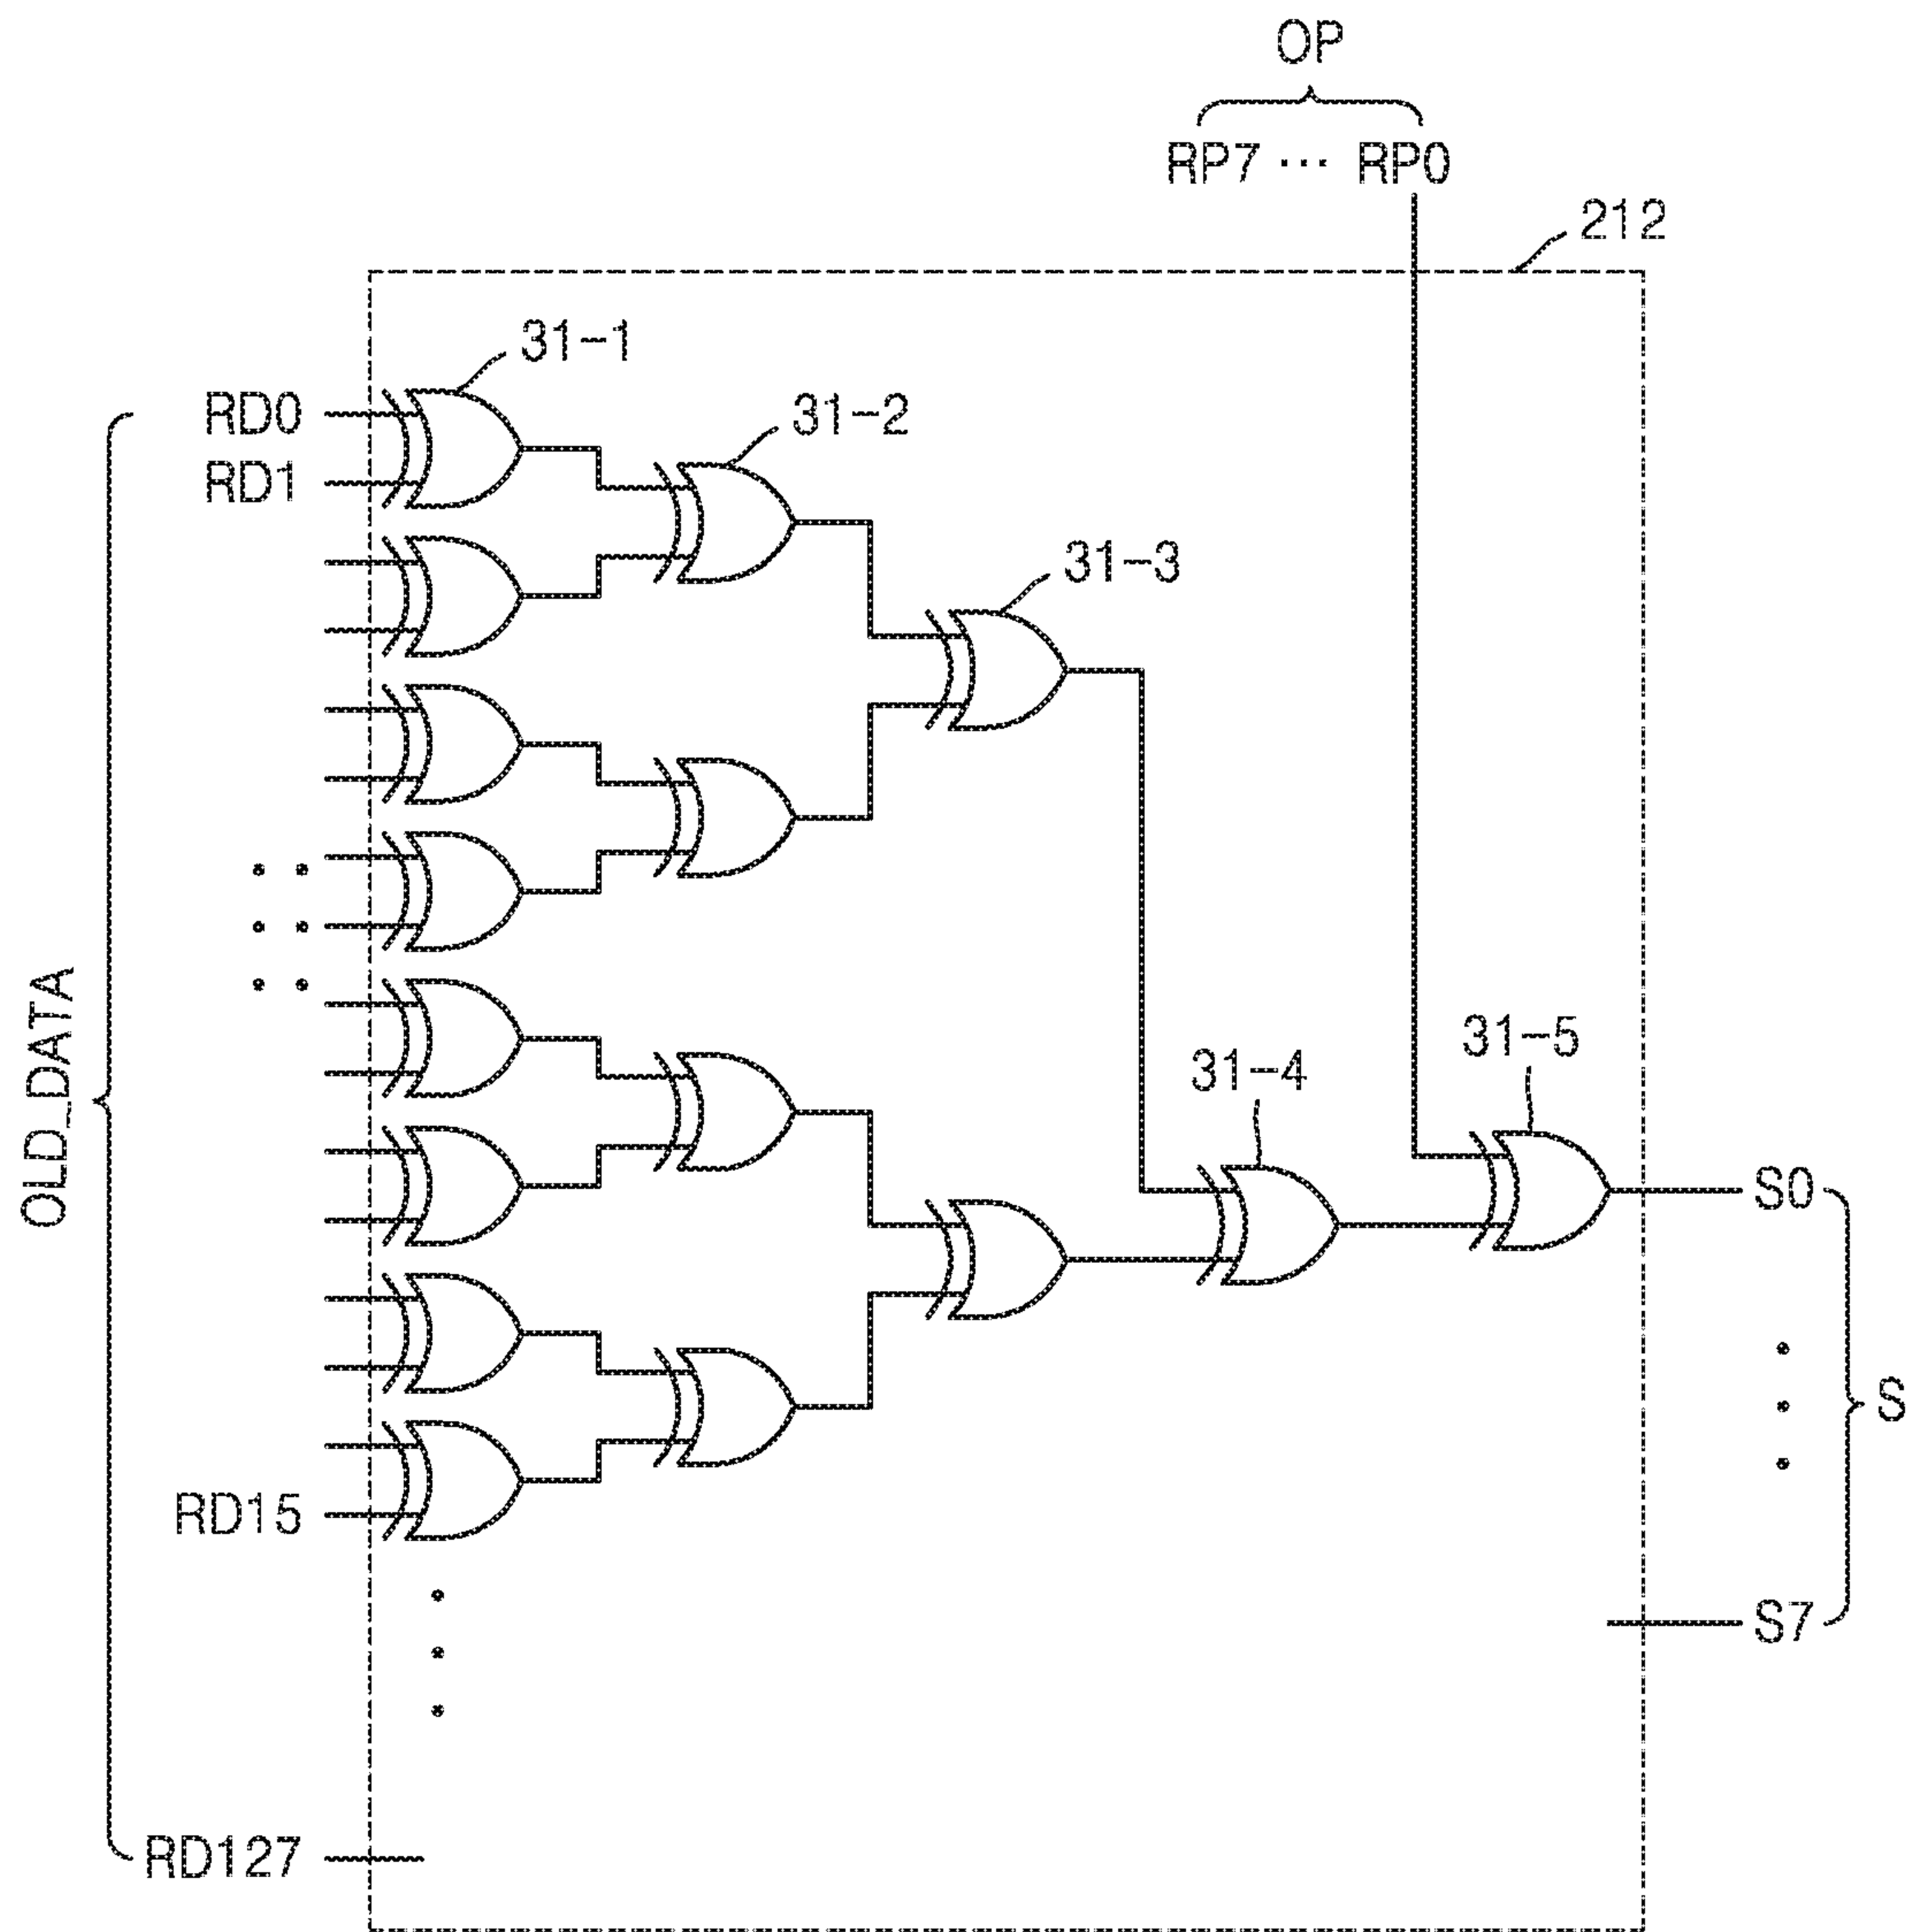 OP
RP7 ··· RP0
212
31-1
RD0
31-2
RD1
31-3
OLD_DATA
31-5
31-4
S0
S
RD15
S7
RD127